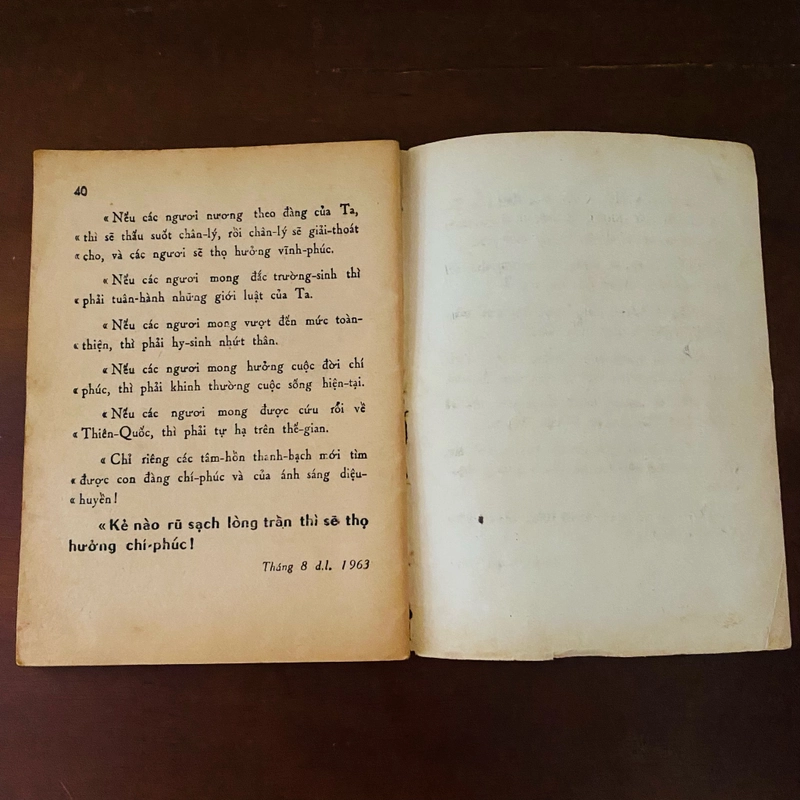 40
« Nếu các ngươi nương theo đàng của Ta,
« thì sẽ thấu suốt chân-lý, rồi chân-lý sẽ giải-thoát
« cho, và các ngươi sẽ thọ hưởng vĩnh-phúc.
« Nếu các ngươi mong đắc trường-sinh thì
« phải tuân-hành những giới luật của Ta.
« Nếu các ngươi mong vượt đến mức toàn-
« thiện, thì phải hy-sinh nhứt thân.
« Nếu các ngươi mong hưởng cuộc đời chí
« phúc, thì phải khinh thường cuộc sống hiện-tại.
« Nếu các ngươi mong được cứu rỗi về
« Thiên-Quốc, thì phải tự hạ trên thế-gian.
« Chỉ riêng các tâm-hồn thanh-bạch mới tìm
« được con đàng chí-phúc và của ánh sáng diệu-
« huyền !
« Kẻ nào rũ sạch lòng trần thì sẽ thọ
hưởng chí-phúc !
Tháng 8 d.l. 1963